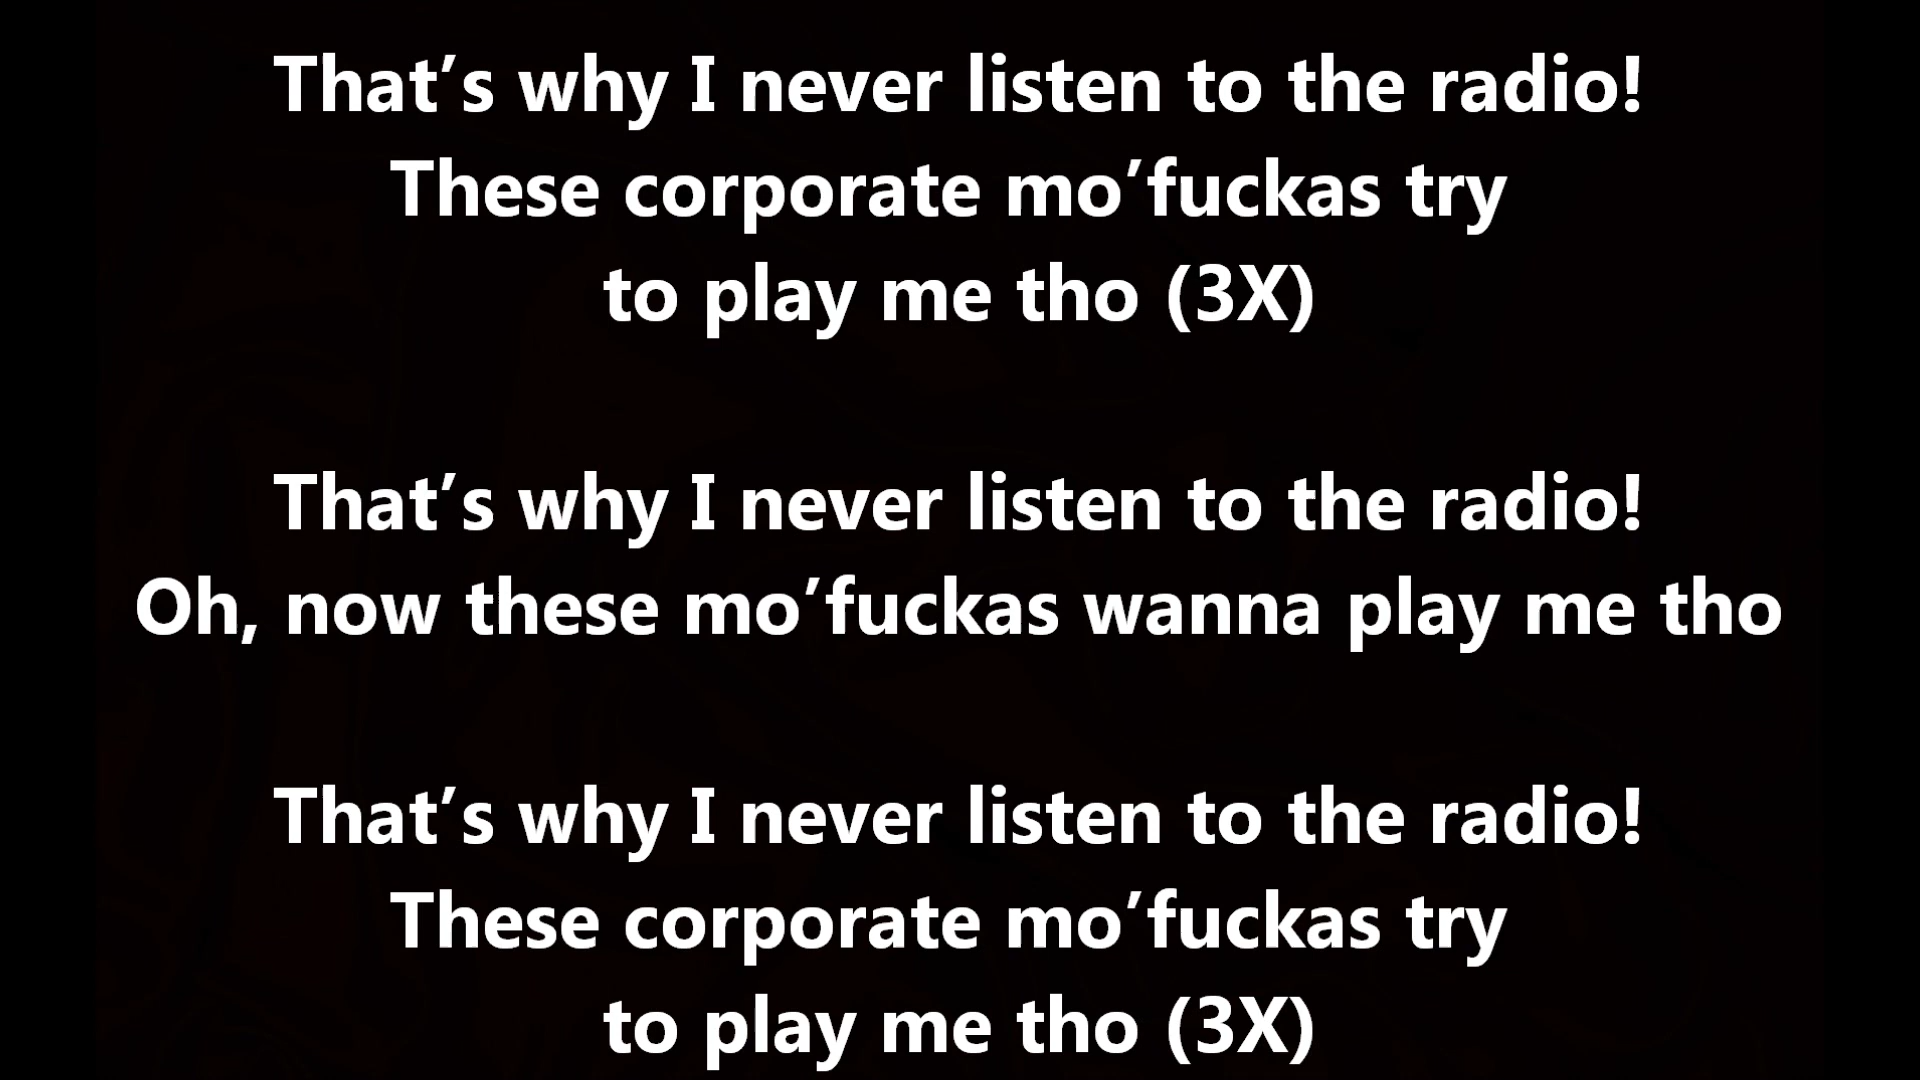 That’s why I never listen to the radio!
These corporate mo’fuckas try
to play me tho (3X)
That’s why I never listen to the radio!
Oh, now these mo’fuckas wanna play me tho
That’s why I never listen to the radio!
These corporate mo’fuckas try
to play me tho (3X)